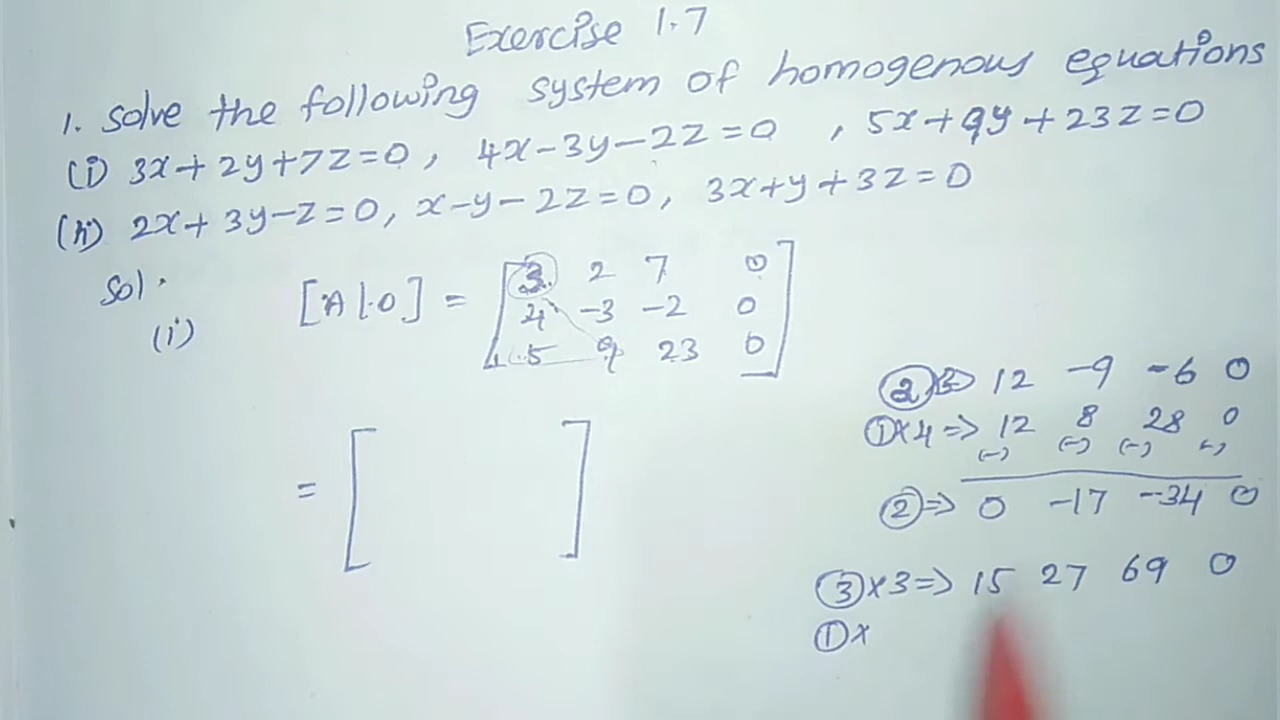 Exercise 1.7
1. Solve the following system of homogenous equations
(i) 3x+2y+7z=0, 4x-3y-2z=0, 5x+9y+23z=0
(ii) 2x+3y-z=0, x-y-2z=0, 3x+y+3z=0
Sol.
(i) [A|0] = [3 2 7 0
4 -3 -2 0
5 9 23 0]
= [ ]
②×3=> 12 -9 -6 0
①×4=> 12 8 28 0
(-) (-) (-) (-)
②=> 0 -17 -34 0
③×3=> 15 27 69 0
①×